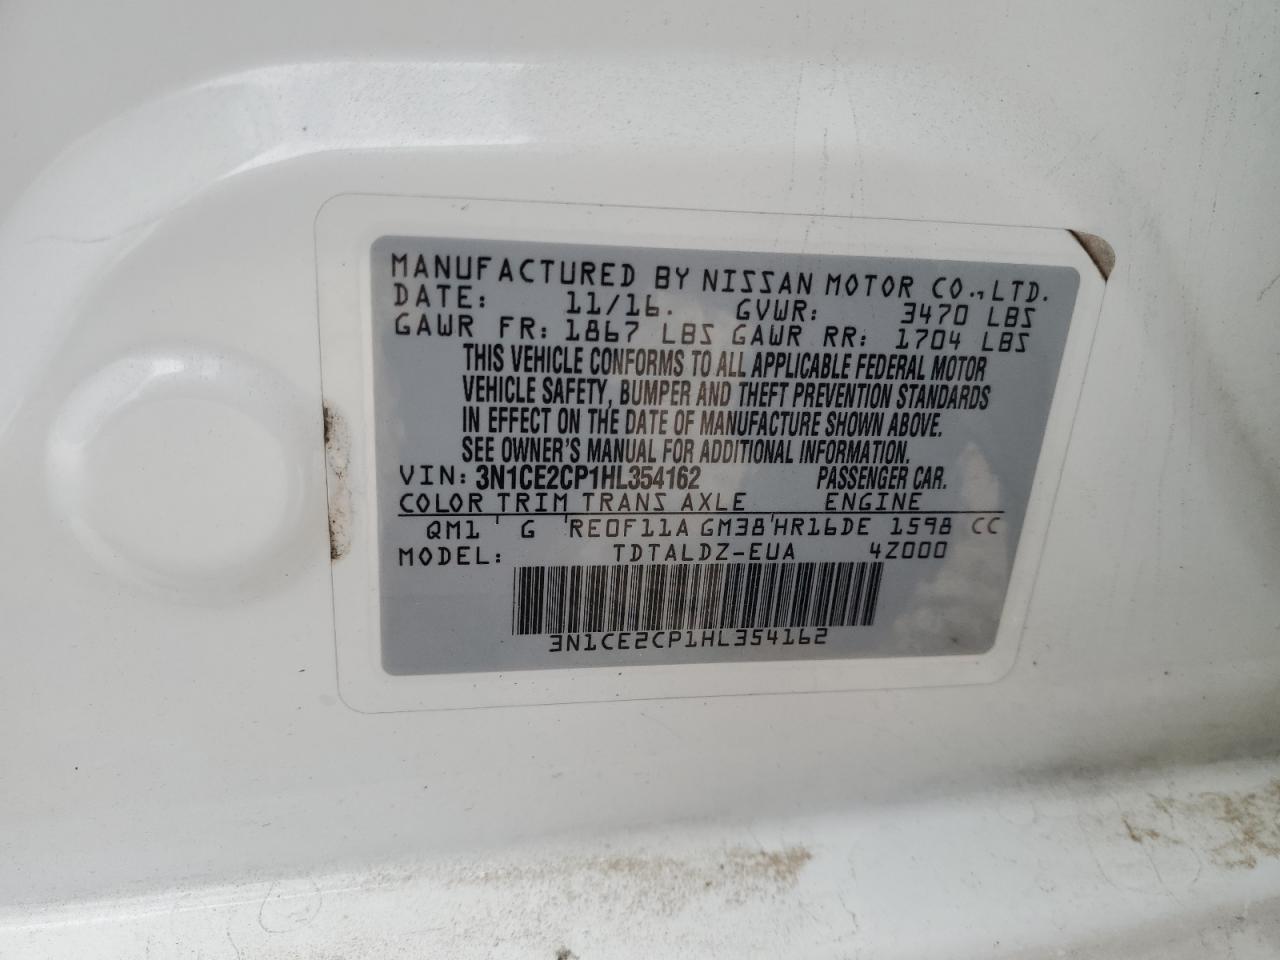 MANUFACTURED BY NISSAN MOTOR CO.,LTD.
DATE: 11/16. GVWR: 3470 LBS
GAWR FR: 1867 LBS GAWR RR: 1704 LBS
THIS VEHICLE CONFORMS TO ALL APPLICABLE FEDERAL MOTOR
VEHICLE SAFETY, BUMPER AND THEFT PREVENTION STANDARDS
IN EFFECT ON THE DATE OF MANUFACTURE SHOWN ABOVE.
SEE OWNER'S MANUAL FOR ADDITIONAL INFORMATION.
VIN: 3N1CE2CP1HL354162 PASSENGER CAR.
COLOR TRIM TRANS AXLE ENGINE
QM1 ' G 'RE0F11A GM38'HR16DE 1598 CC
MODEL: TDTALDZ-EUA 4Z000
3N1CE2CP1HL354162